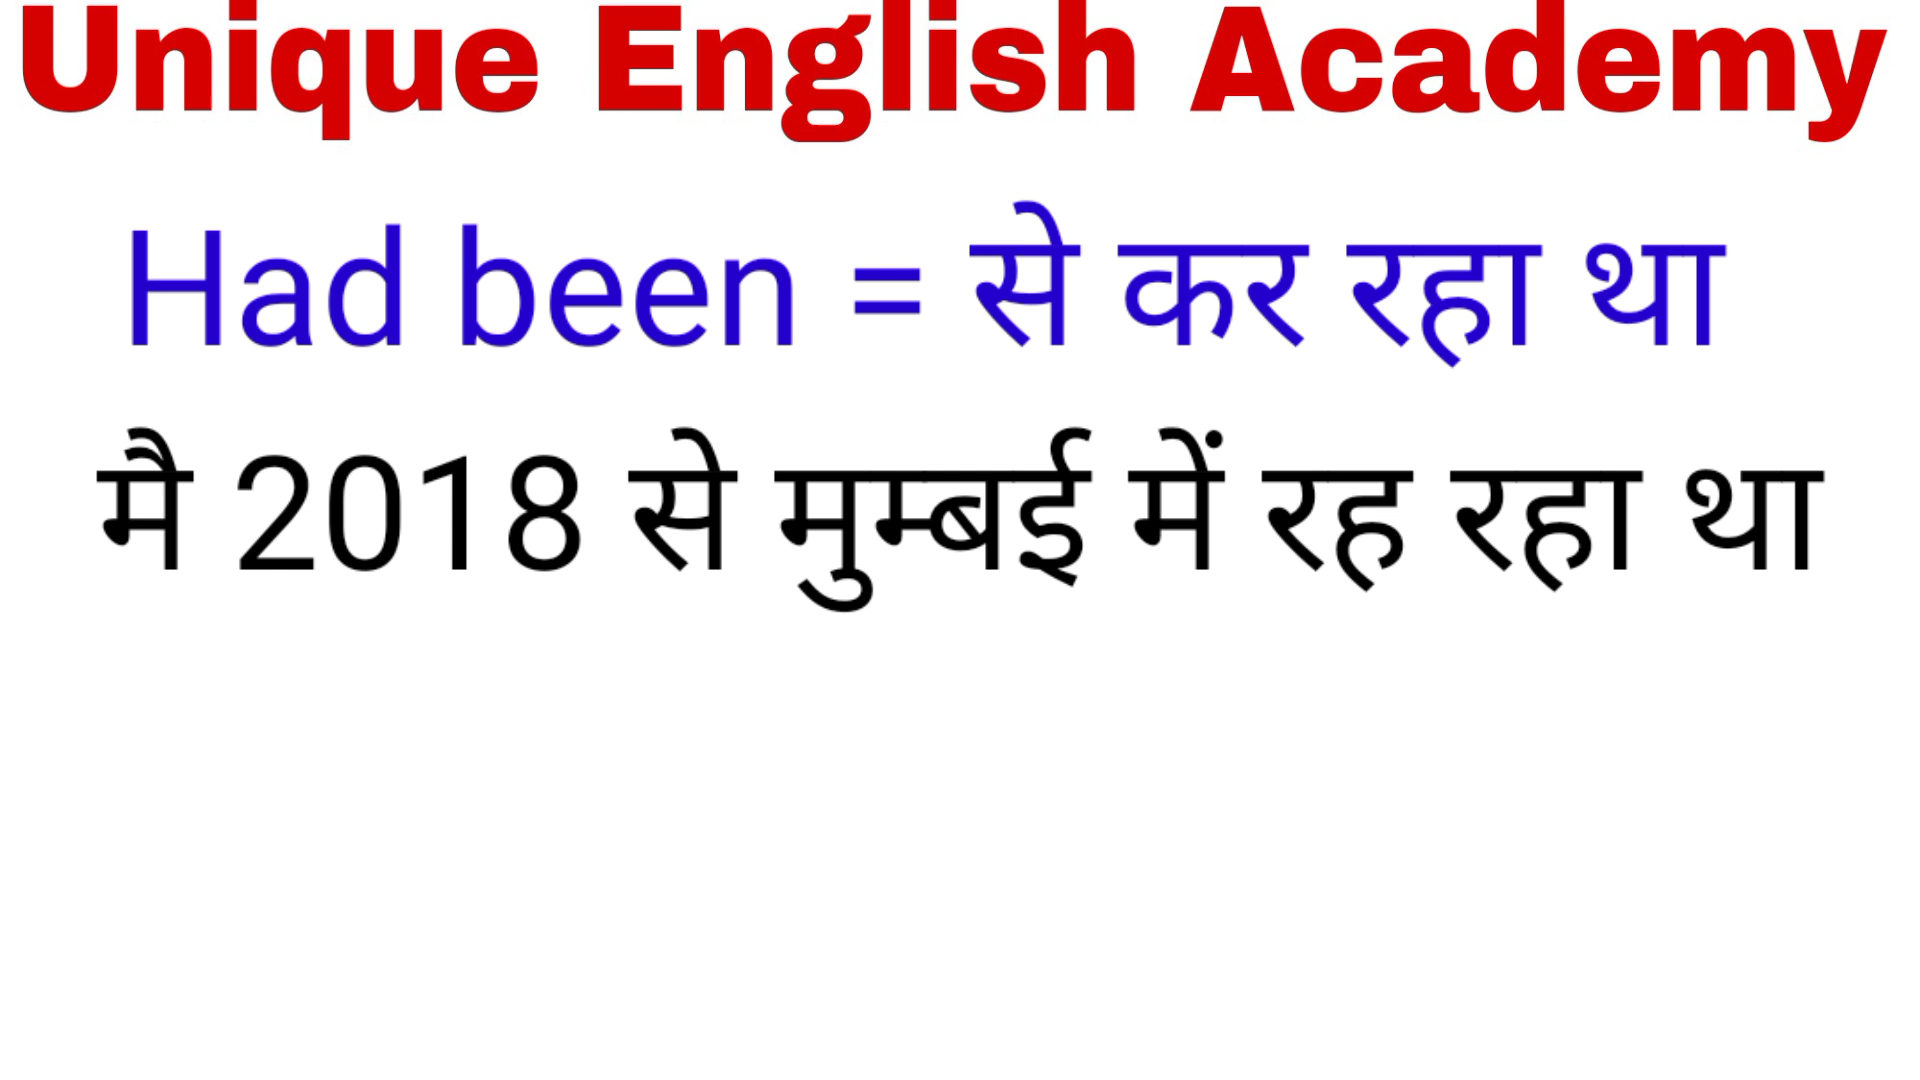 Unique English Academy
Had been = से कर रहा था
मै 2018 से मुम्बई में रह रहा था